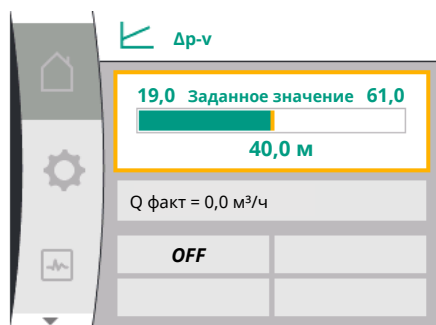 Δp-v
19,0 Заданное значение 61,0
40,0 м
Q факт = 0,0 м³/ч
OFF